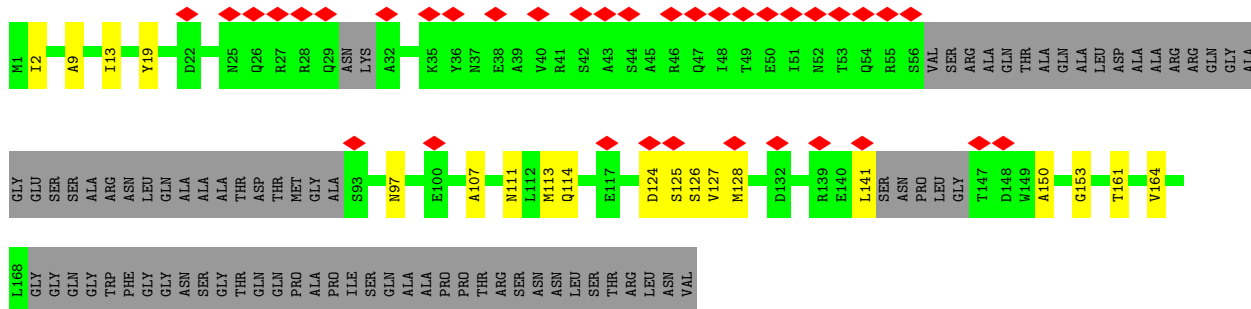 M1 I2 A9 I13 Y19 D22 N25 Q26 R27 R28 Q29 ASN LYS A32 K35 Y36 N37 E38 A39 V40 R41 S42 A43 S44 A45 R46 Q47 I48 T49 E50 I51 N52 T53 Q54 R55 S56 VAL SER ARG ALA GLN THR ALA GLN ALA LEU ASP ALA ALA ARG ARG GLN GLY ALA
GLY GLU SER SER ALA ARG ASN LEU GLN ALA ALA ALA THR ASP THR MET GLY ALA S93 N97 E100 A107 N111 L112 M113 Q114 E117 D124 S125 S126 V127 M128 D132 R139 E140 L141 SER ASN PRO LEU GLY T147 D148 W149 A150 G153 T161 V164
L168 GLY GLY GLN GLY TRP PHE GLY GLY ASN SER GLY THR GLN GLN PRO ALA PRO ILE SER GLN ALA ALA PRO PRO THR ARG SER ASN ASN LEU SER THR ARG LEU ASN VAL